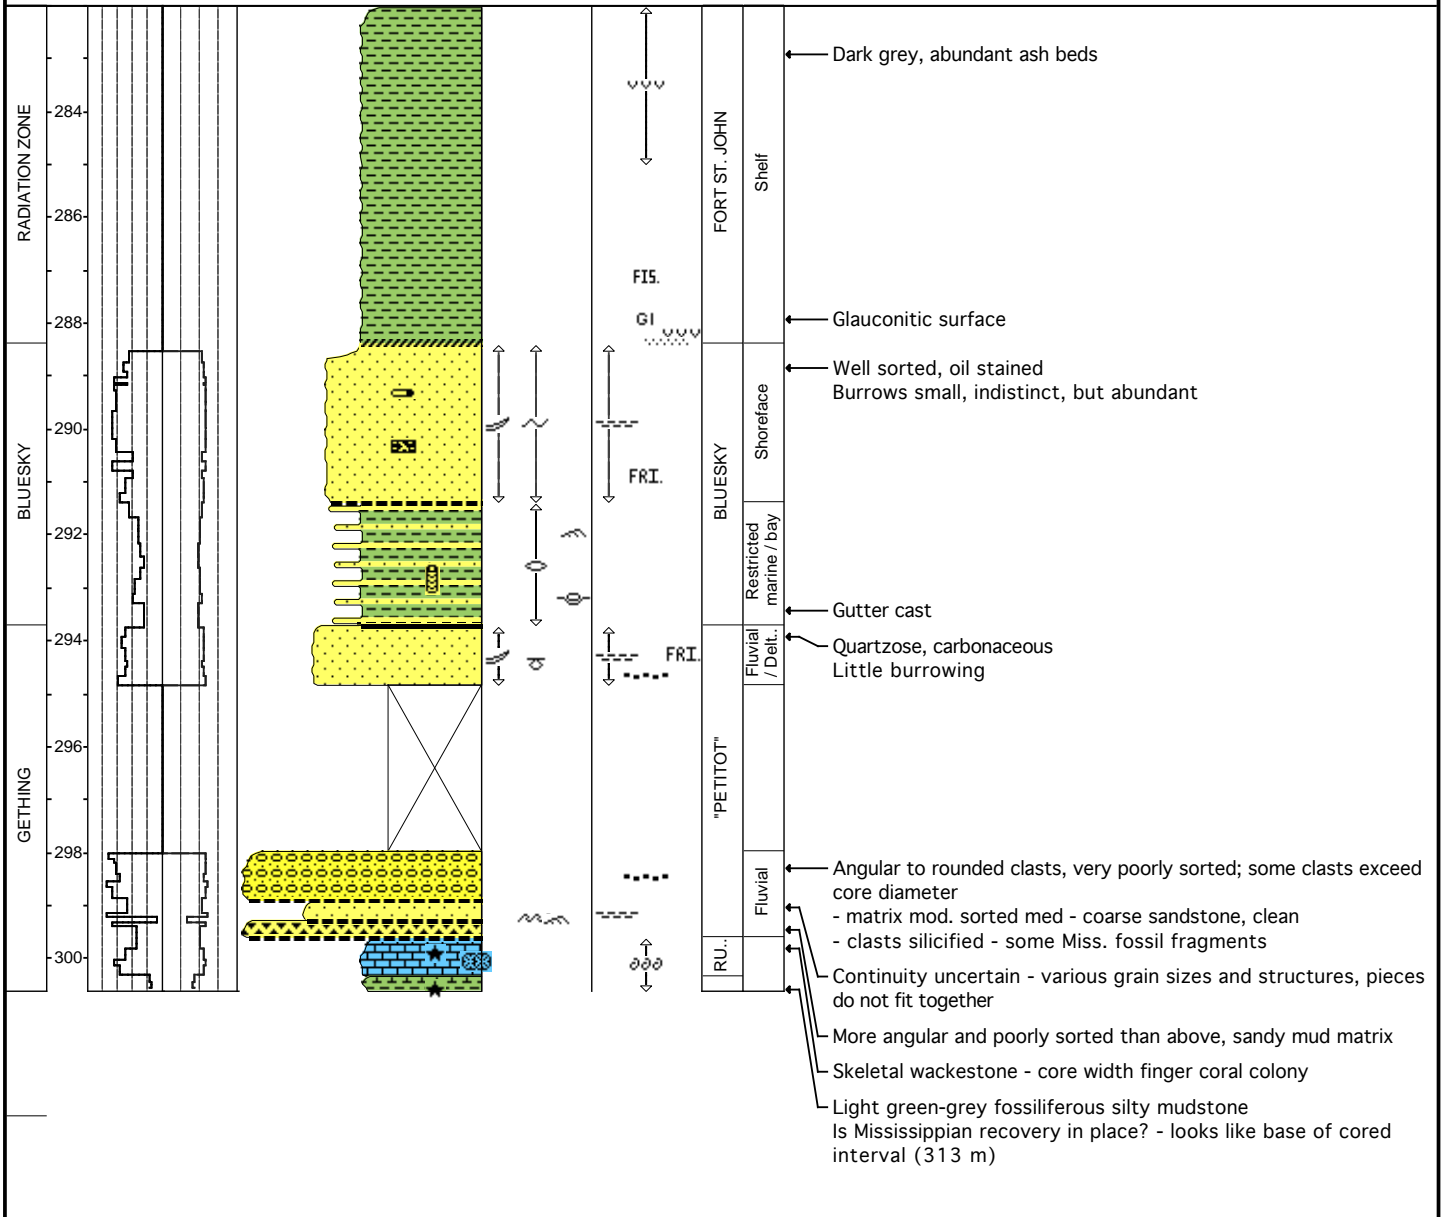 RADIATION ZONE
BLUESKY
GETHING
284
286
288
290
292
294
296
298
300
FIS.
GI
FRI.
FRI.
FORT ST. JOHN
BLUESKY
"PETITOT"
RU..
Shelf
Shoreface
Restricted
marine / bay
Fluvial
/ Delt..
Fluvial
Dark grey, abundant ash beds
Glauconitic surface
Well sorted, oil stained
Burrows small, indistinct, but abundant
Gutter cast
Quartzose, carbonaceous
Little burrowing
Angular to rounded clasts, very poorly sorted; some clasts exceed
core diameter
- matrix mod. sorted med - coarse sandstone, clean
- clasts silicified - some Miss. fossil fragments
Continuity uncertain - various grain sizes and structures, pieces
do not fit together
More angular and poorly sorted than above, sandy mud matrix
Skeletal wackestone - core width finger coral colony
Light green-grey fossiliferous silty mudstone
Is Mississippian recovery in place? - looks like base of cored
interval (313 m)